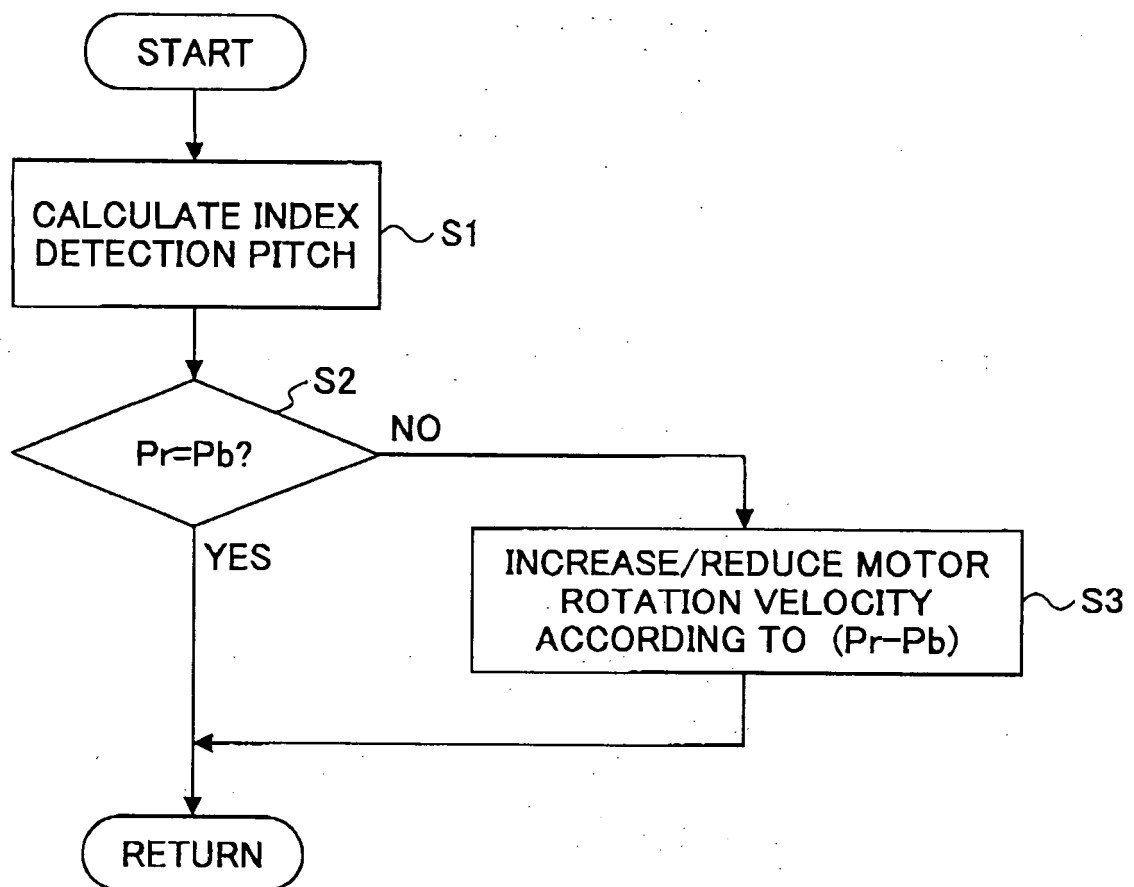 START
CALCULATE INDEX
DETECTION PITCH
S1
S2
Pr=Pb?
NO
YES
INCREASE/REDUCE MOTOR
ROTATION VELOCITY
ACCORDING TO (Pr-Pb)
S3
RETURN